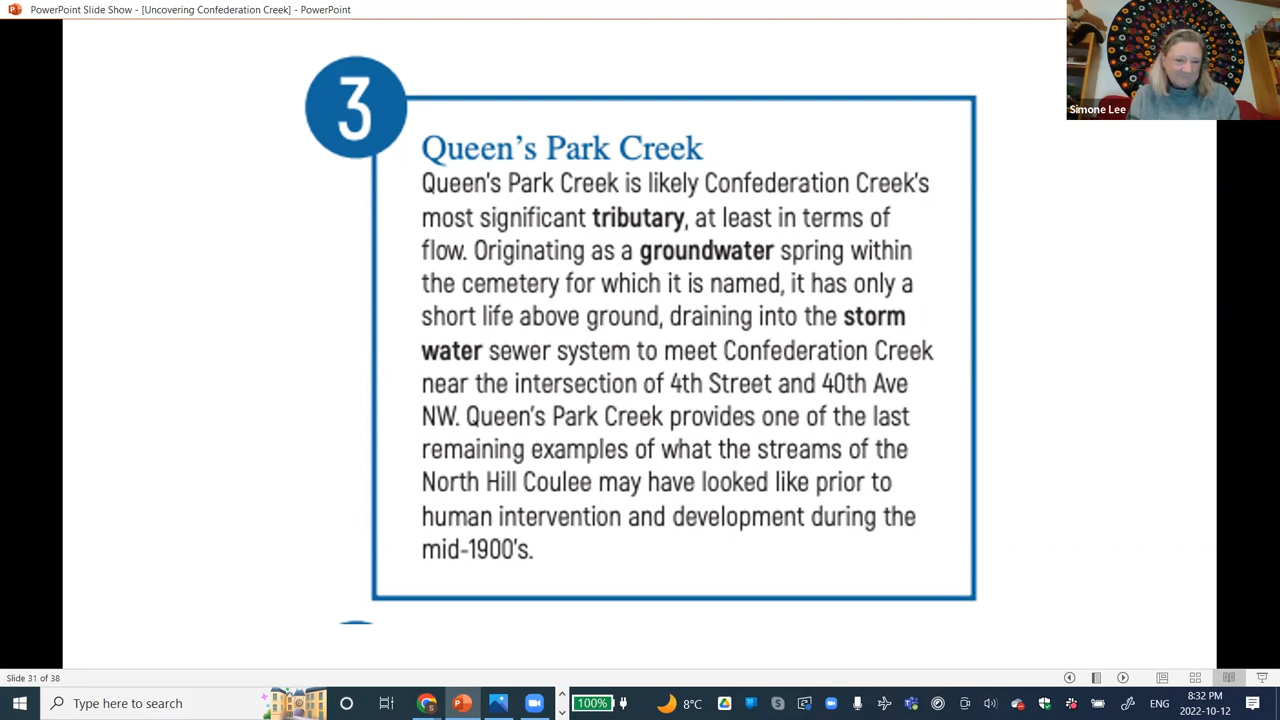 PowerPoint Slide Show - [Uncovering Confederation Creek] - PowerPoint
Simone Lee
3
Queen's Park Creek
Queen's Park Creek is likely Confederation Creek's
most significant tributary, at least in terms of
flow. Originating as a groundwater spring within
the cemetery for which it is named, it has only a
short life above ground, draining into the storm
water sewer system to meet Confederation Creek
near the intersection of 4th Street and 40th Ave
NW. Queen's Park Creek provides one of the last
remaining examples of what the streams of the
North Hill Coulee may have looked like prior to
human intervention and development during the
mid-1900's.
Slide 31 of 38
Type here to search
100%
8°C
ENG
8:32 PM
2022-10-12